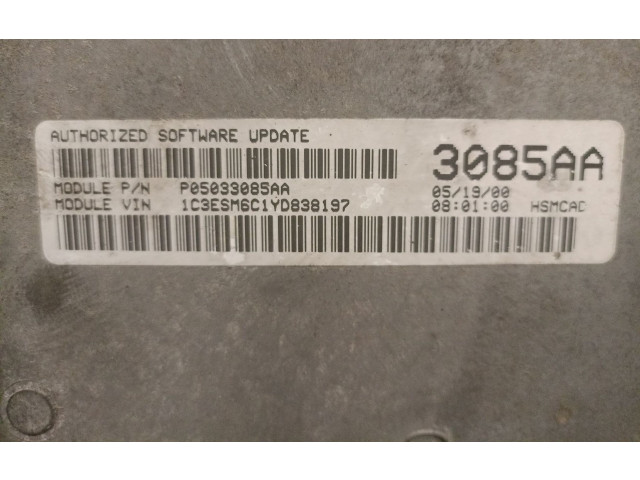 AUTHORIZED SOFTWARE UPDATE
3085AA
MODULE P/N P05033085AA 05/19/00
MODULE VIN 1C3ESM6C1YD838197 08:01:00 HSMCAD